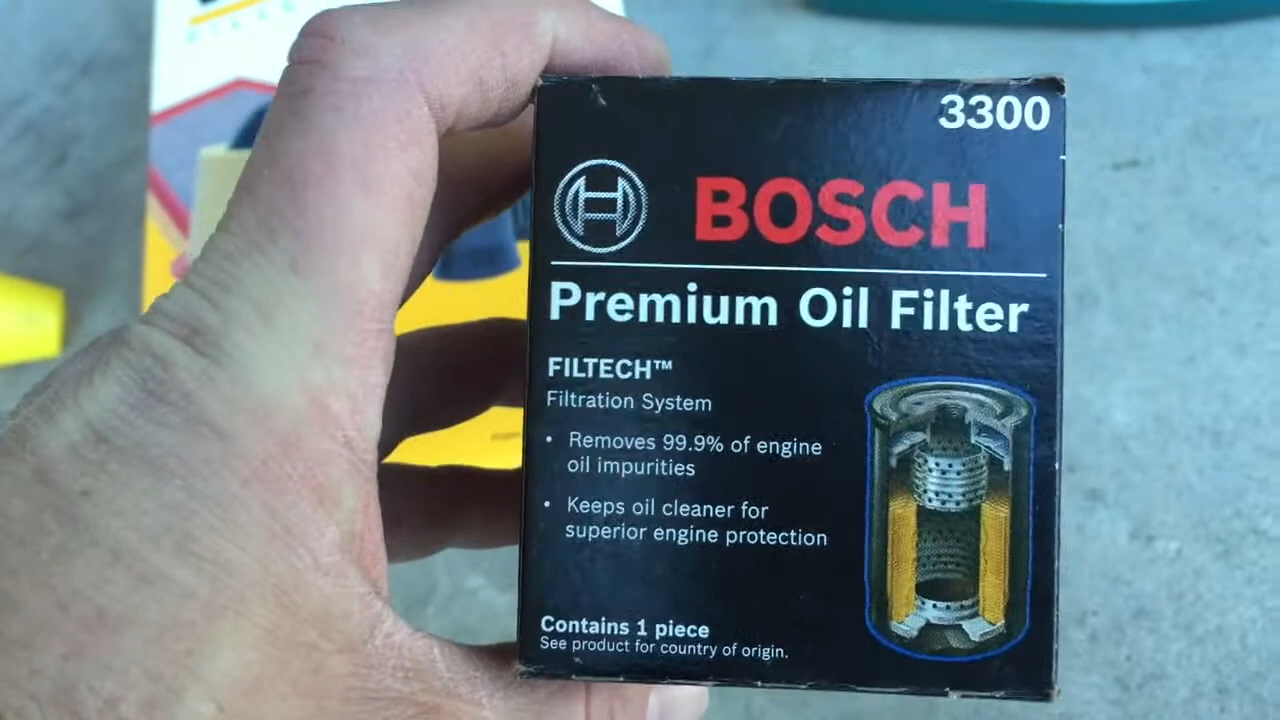 3300
BOSCH
Premium Oil Filter
FILTECH™
Filtration System
• Removes 99.9% of engine
oil impurities
• Keeps oil cleaner for
superior engine protection
Contains 1 piece
See product for country of origin.